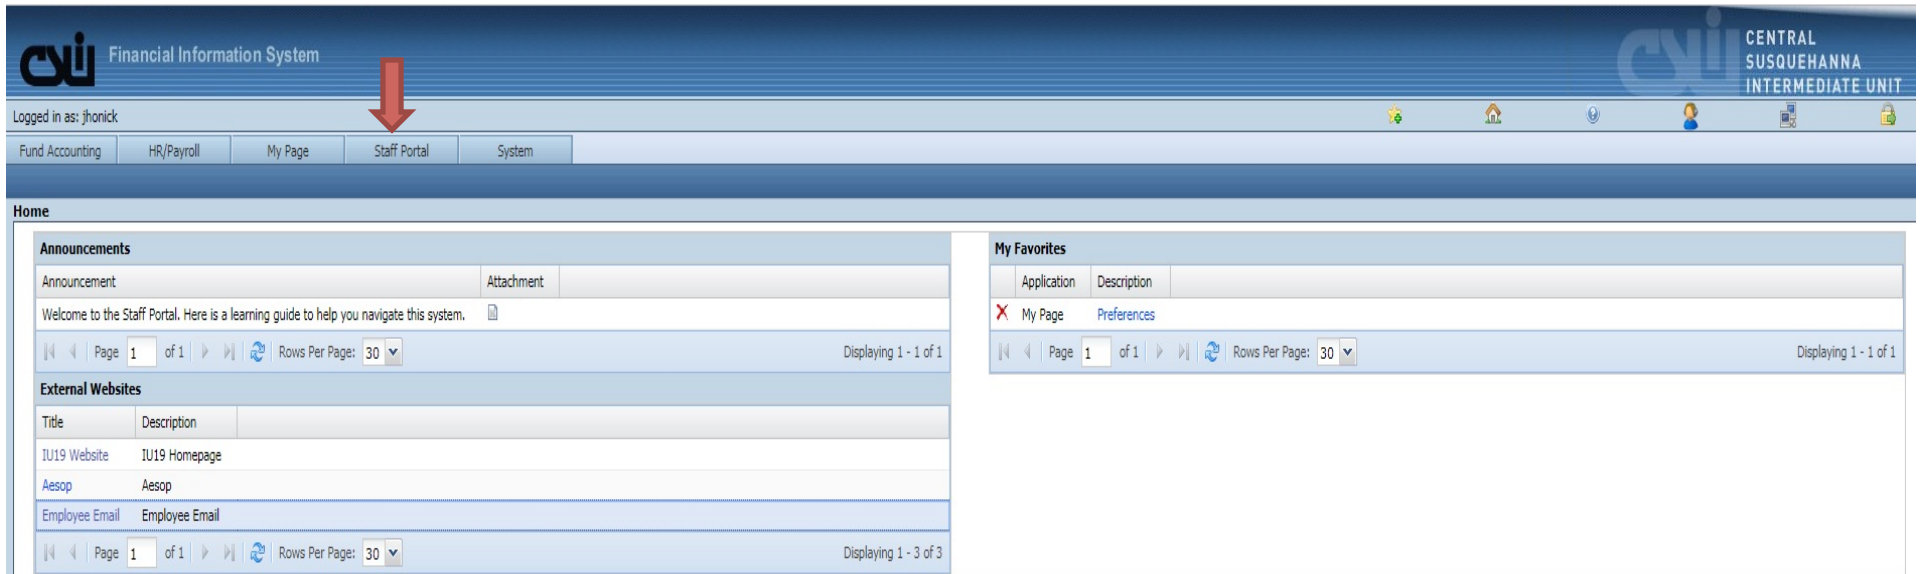 CSIU Financial Information System
CENTRAL
SUSQUEHANNA
INTERMEDIATE UNIT
Logged in as: jhonick
Fund Accounting HR/Payroll My Page Staff Portal System
Home
Announcements
Announcement Attachment
Welcome to the Staff Portal. Here is a learning guide to help you navigate this system.
Page 1 of 1 Rows Per Page: 30 Displaying 1 - 1 of 1
External Websites
Title Description
IU19 Website IU19 Homepage
Aesop Aesop
Employee Email Employee Email
Page 1 of 1 Rows Per Page: 30 Displaying 1 - 3 of 3
My Favorites
Application Description
My Page Preferences
Page 1 of 1 Rows Per Page: 30 Displaying 1 - 1 of 1